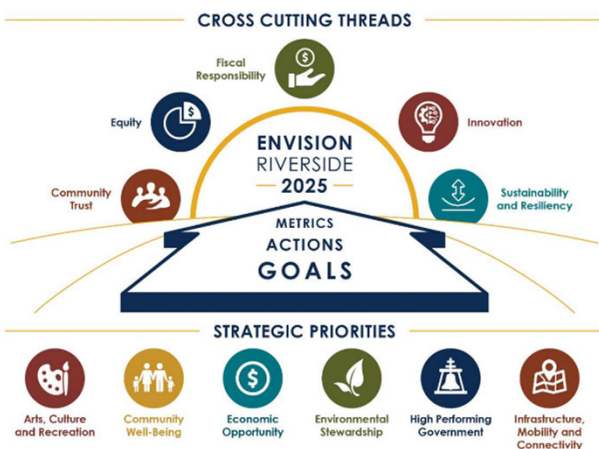 CROSS CUTTING THREADS
Fiscal
Responsibility
$
Equity
$
Innovation
ENVISION
RIVERSIDE
2025
Community
Trust
Sustainability
and Resiliency
METRICS
ACTIONS
GOALS
STRATEGIC PRIORITIES
$
Arts, Culture
and Recreation
Community
Well-Being
Economic
Opportunity
Environmental
Stewardship
High Performing
Government
Infrastructure,
Mobility and
Connectivity